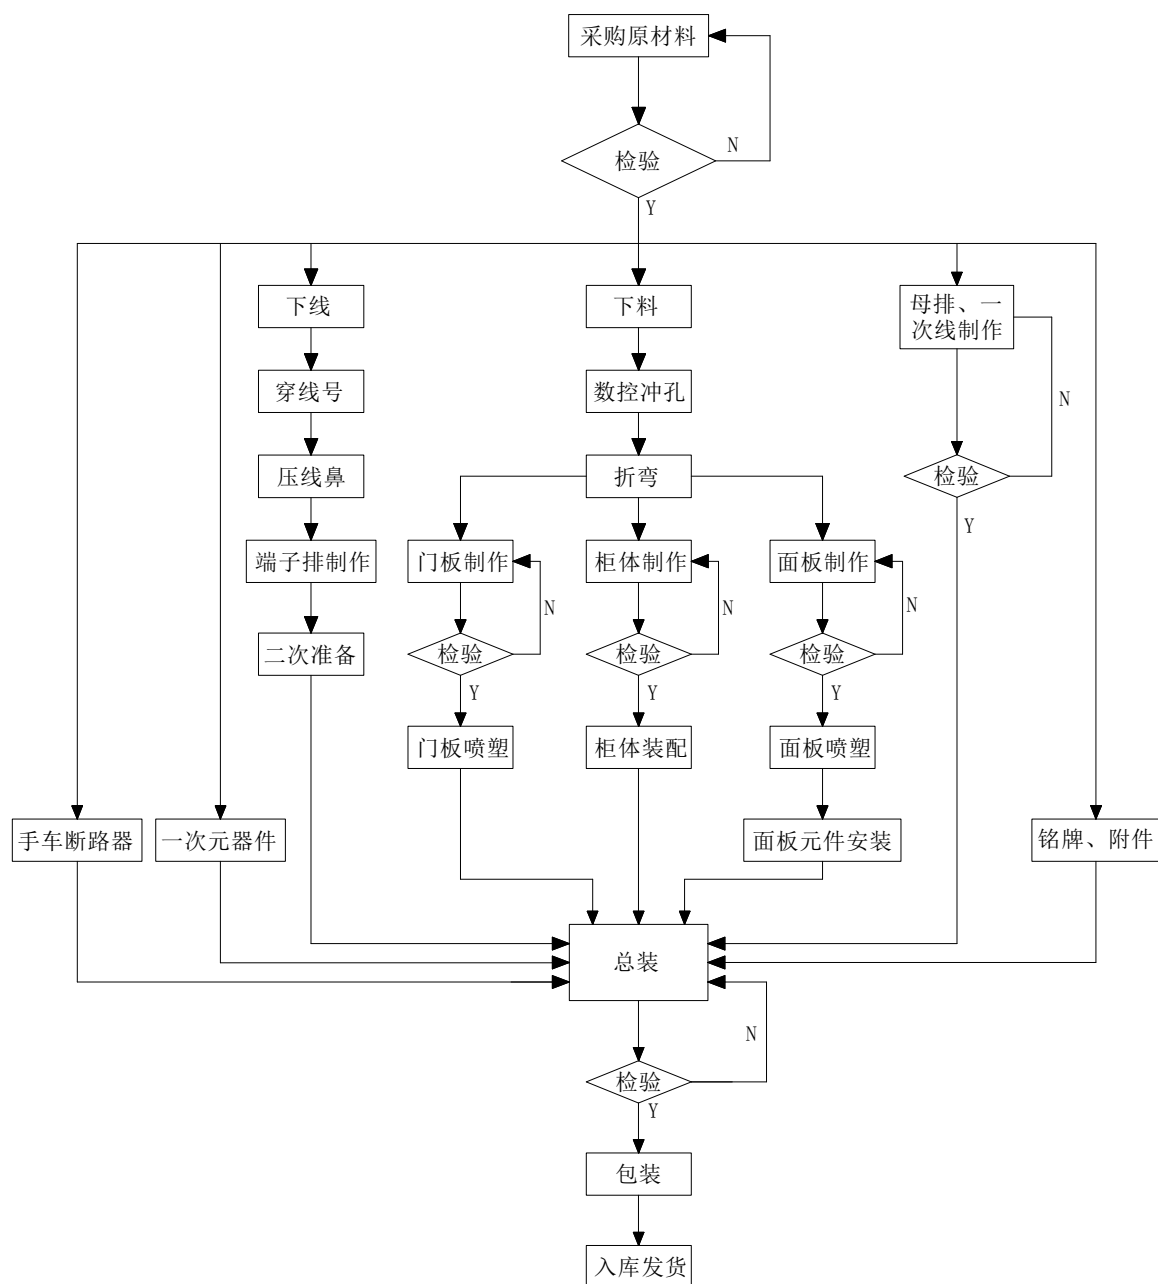 采购原材料
检验
N
Y
下线
下料
母排、一
次线制作
穿线号
数控冲孔
N
压线鼻
折弯
检验
Y
端子排制作
门板制作
柜体制作
面板制作
N
N
N
二次准备
检验
检验
检验
Y
Y
Y
门板喷塑
柜体装配
面板喷塑
手车断路器
一次元器件
面板元件安装
铭牌、附件
总装
N
检验
Y
包装
入库发货